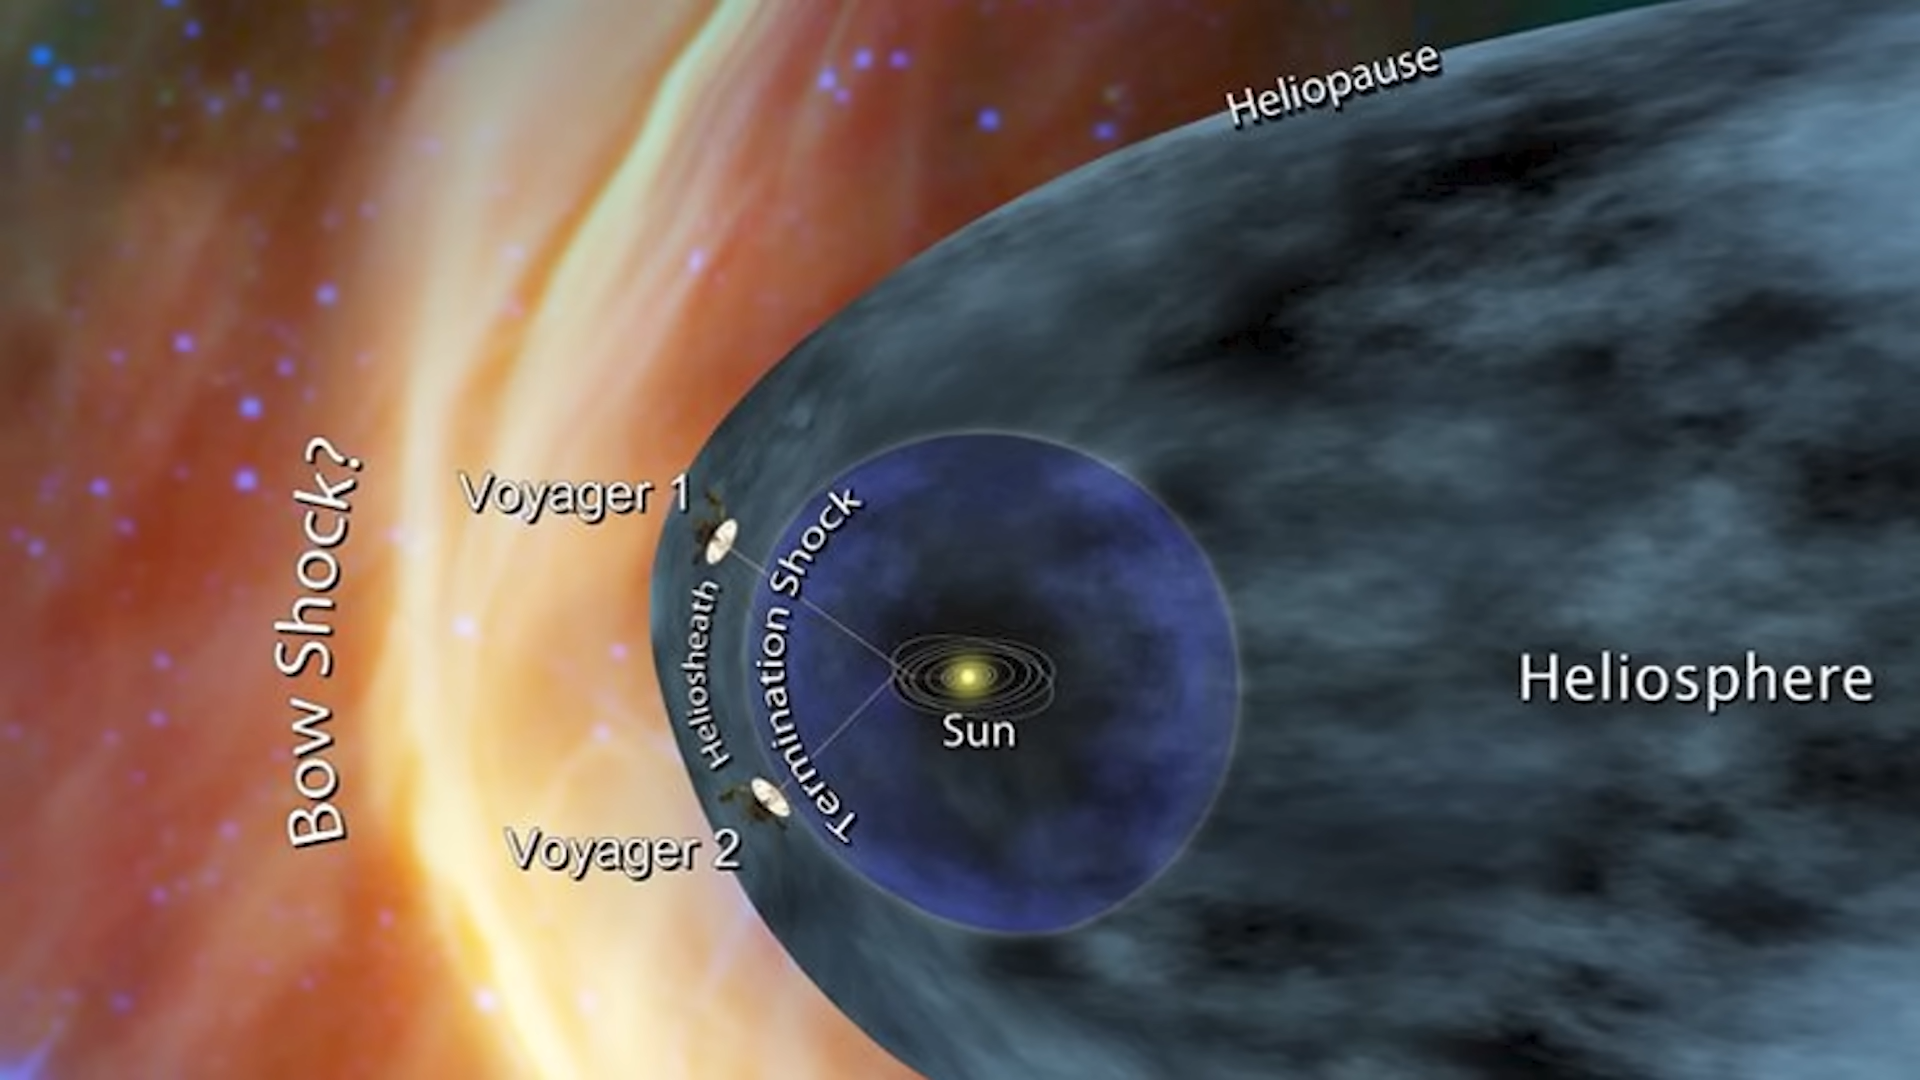 Heliopause
Voyager 1
Bow Shock?
Termination Shock
Heliosheath
Heliosphere
Sun
Voyager 2